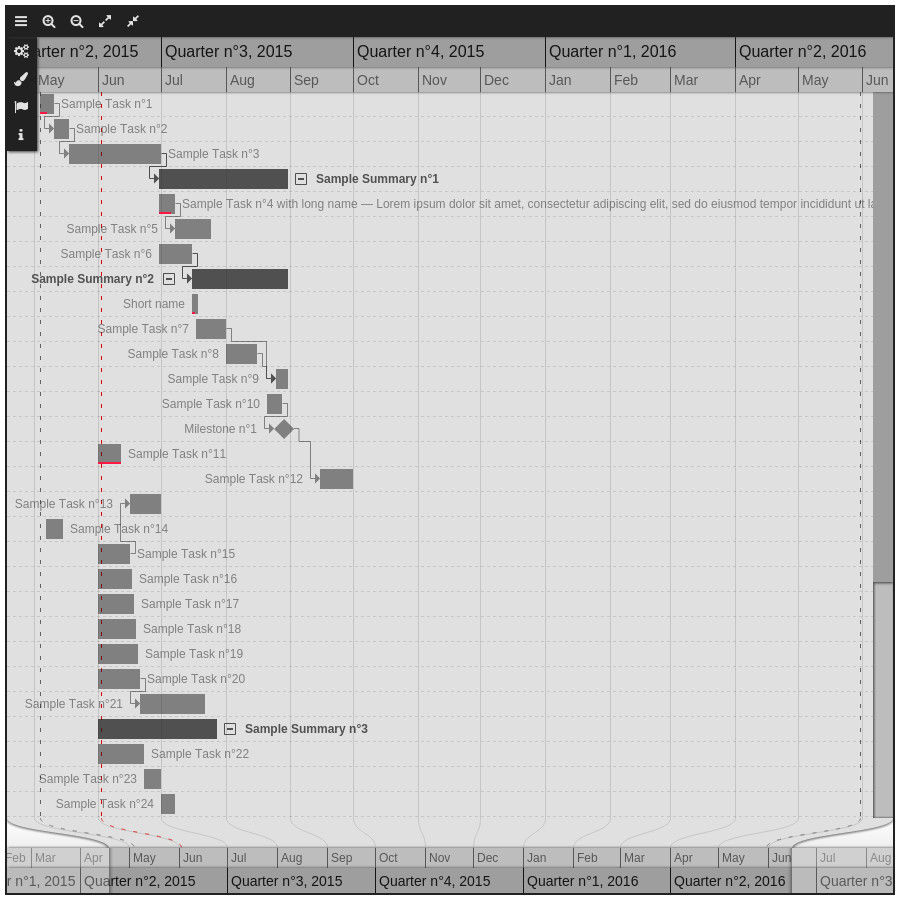 arter n°2, 2015 Quarter n°3, 2015 Quarter n°4, 2015 Quarter n°1, 2016 Quarter n°2, 2016
May Jun Jul Aug Sep Oct Nov Dec Jan Feb Mar Apr May Jun
Sample Task n°1
Sample Task n°2
Sample Task n°3
Sample Summary n°1
Sample Task n°4 with long name — Lorem ipsum dolor sit amet, consectetur adipiscing elit, sed do eiusmod tempor incididunt ut la
Sample Task n°5
Sample Task n°6
Sample Summary n°2
Short name
Sample Task n°7
Sample Task n°8
Sample Task n°9
Sample Task n°10
Milestone n°1
Sample Task n°11
Sample Task n°12
Sample Task n°13
Sample Task n°14
Sample Task n°15
Sample Task n°16
Sample Task n°17
Sample Task n°18
Sample Task n°19
Sample Task n°20
Sample Task n°21
Sample Summary n°3
Sample Task n°22
Sample Task n°23
Sample Task n°24
Feb Mar Apr May Jun Jul Aug Sep Oct Nov Dec Jan Feb Mar Apr May Jun Jul Aug
r n°1, 2015 Quarter n°2, 2015 Quarter n°3, 2015 Quarter n°4, 2015 Quarter n°1, 2016 Quarter n°2, 2016 Quarter n°3